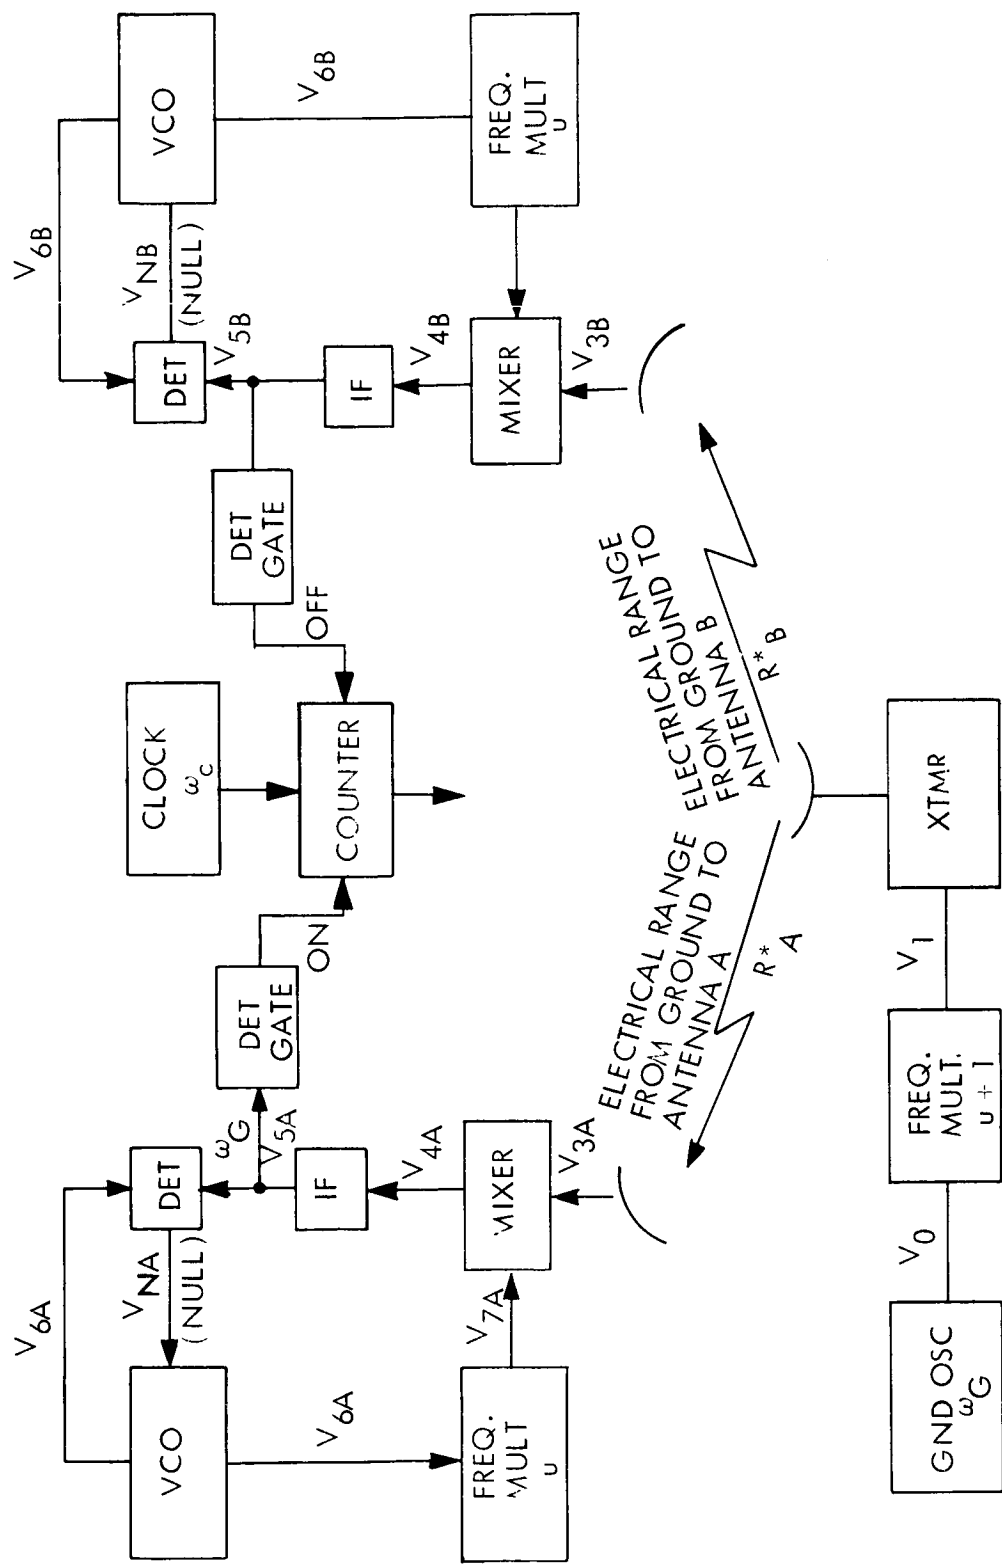 V6A
V6B
VCO
VNA
(NULL)
DET
ωG
V5A
DET
GATE
ON
CLOCK
ωc
COUNTER
OFF
DET
GATE
DET
V5B
VNB
(NULL)
VCO
V6A
IF
IF
V6B
V4A
V4B
FREQ.
MULT
u
V7A
MIXER
MIXER
FREQ.
MULT
u
V3A
V3B
ELECTRICAL RANGE
FROM GROUND TO
ANTENNA A
R*A
ELECTRICAL RANGE
FROM GROUND TO
ANTENNA B
R*B
GND OSC
ωG
V0
FREQ.
MULT.
u + 1
V1
XTMR